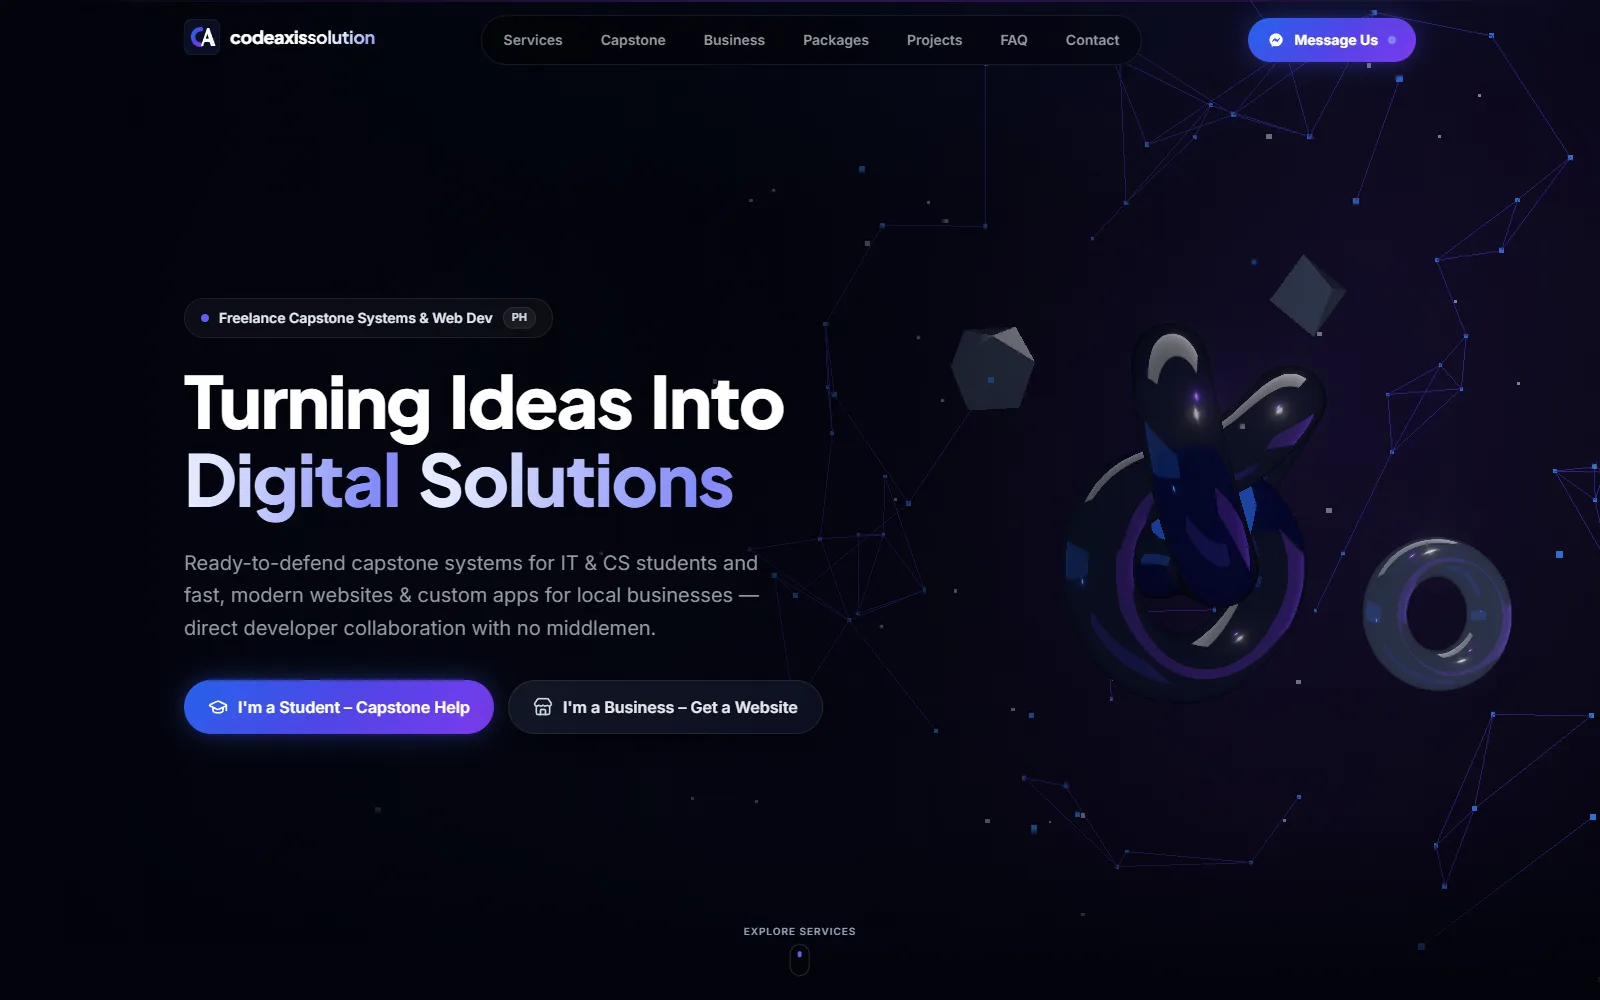 CA codeaxissolution
Services Capstone Business Packages Projects FAQ Contact
Message Us
Freelance Capstone Systems & Web Dev PH
Turning Ideas Into
Digital Solutions
Ready-to-defend capstone systems for IT & CS students and
fast, modern websites & custom apps for local businesses —
direct developer collaboration with no middlemen.
I'm a Student – Capstone Help
I'm a Business – Get a Website
EXPLORE SERVICES